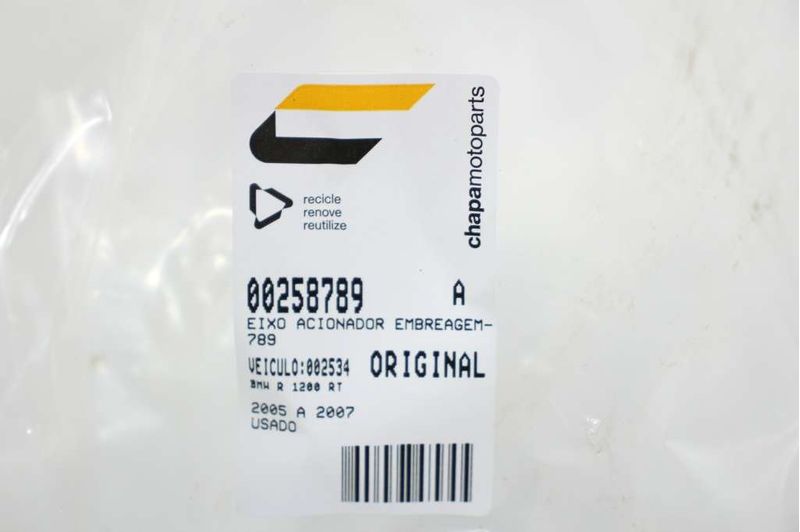 chapamotoparts
recicle
renove
reutilize
00258789 A
EIXO ACIONADOR EMBREAGEM-
789
VEICULO:002534 ORIGINAL
BMW R 1200 RT
2005 A 2007
USADO